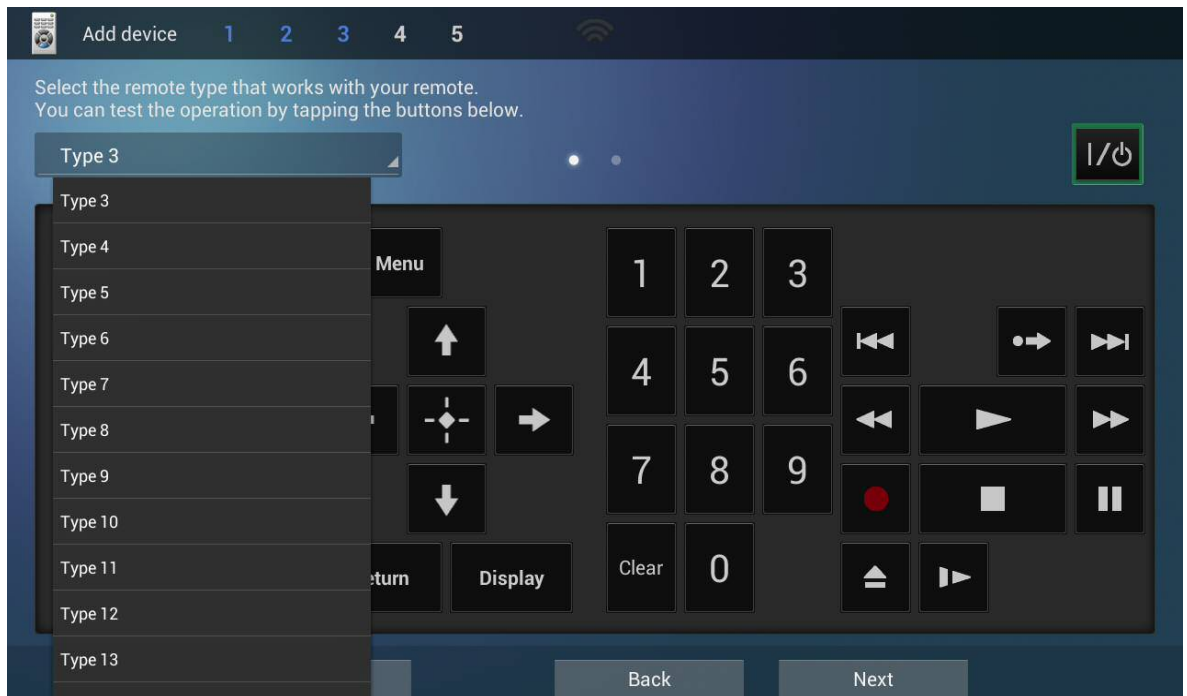 Add device 1 2 3 4 5
Select the remote type that works with your remote.
You can test the operation by tapping the buttons below.
Type 3
I/⏻
Type 3
Type 4
Type 5
Type 6
Type 7
Type 8
Type 9
Type 10
Type 11
Type 12
Type 13
Menu
Display
1 2 3
4 5 6
7 8 9
Clear 0
Back
Next